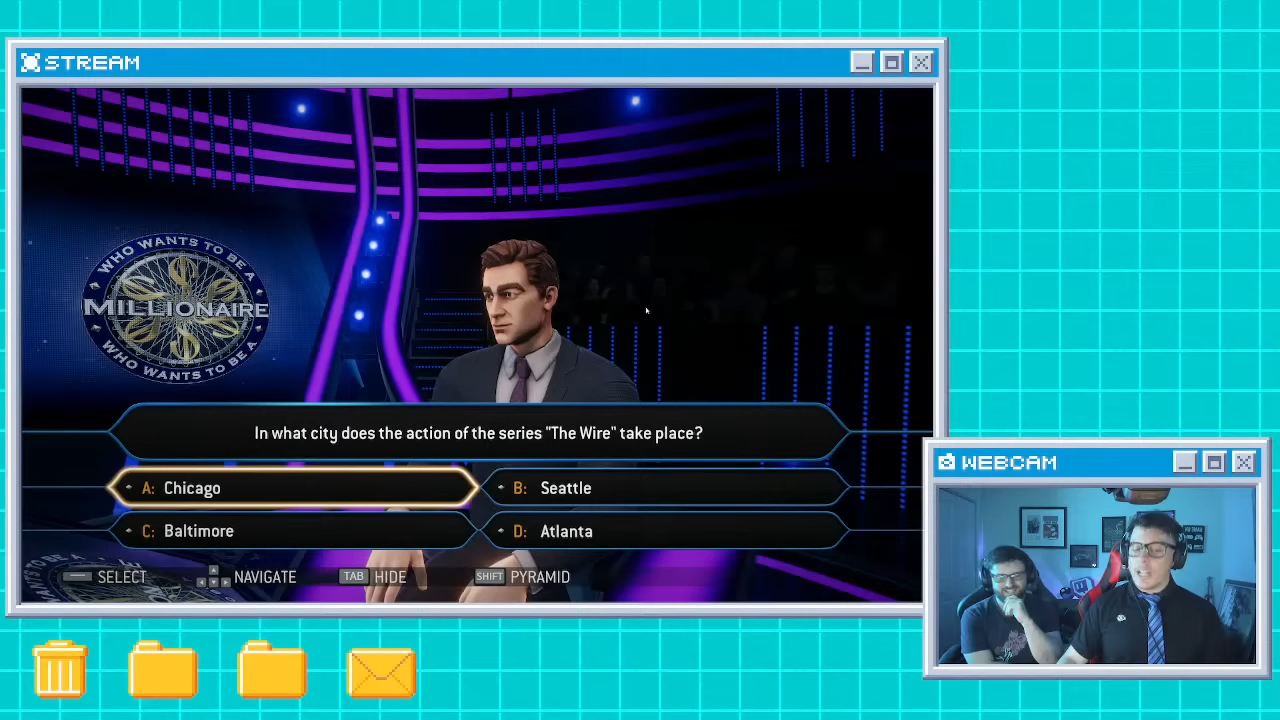 STREAM
WHO WANTS TO BE A
MILLIONAIRE
WHO WANTS TO BE A
In what city does the action of the series "The Wire" take place?
A: Chicago
B: Seattle
C: Baltimore
D: Atlanta
SELECT
NAVIGATE
TAB HIDE
SHIFT PYRAMID
WEBCAM